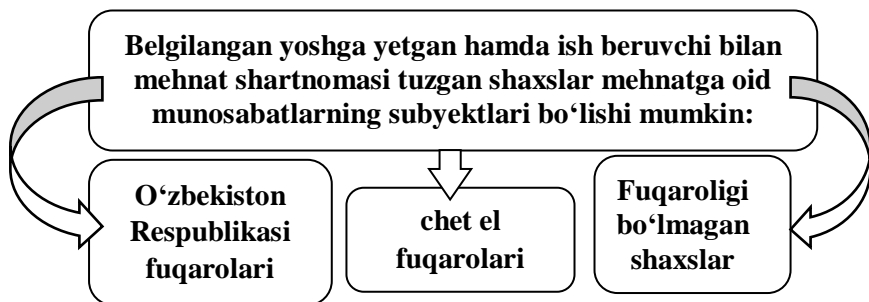 Belgilangan yoshga yetgan hamda ish beruvchi bilan
mehnat shartnomasi tuzgan shaxslar mehnatga oid
munosabatlarning subyektlari bo‘lishi mumkin:
O‘zbekiston
Respublikasi
fuqarolari
chet el
fuqarolari
Fuqaroligi
bo‘lmagan
shaxslar